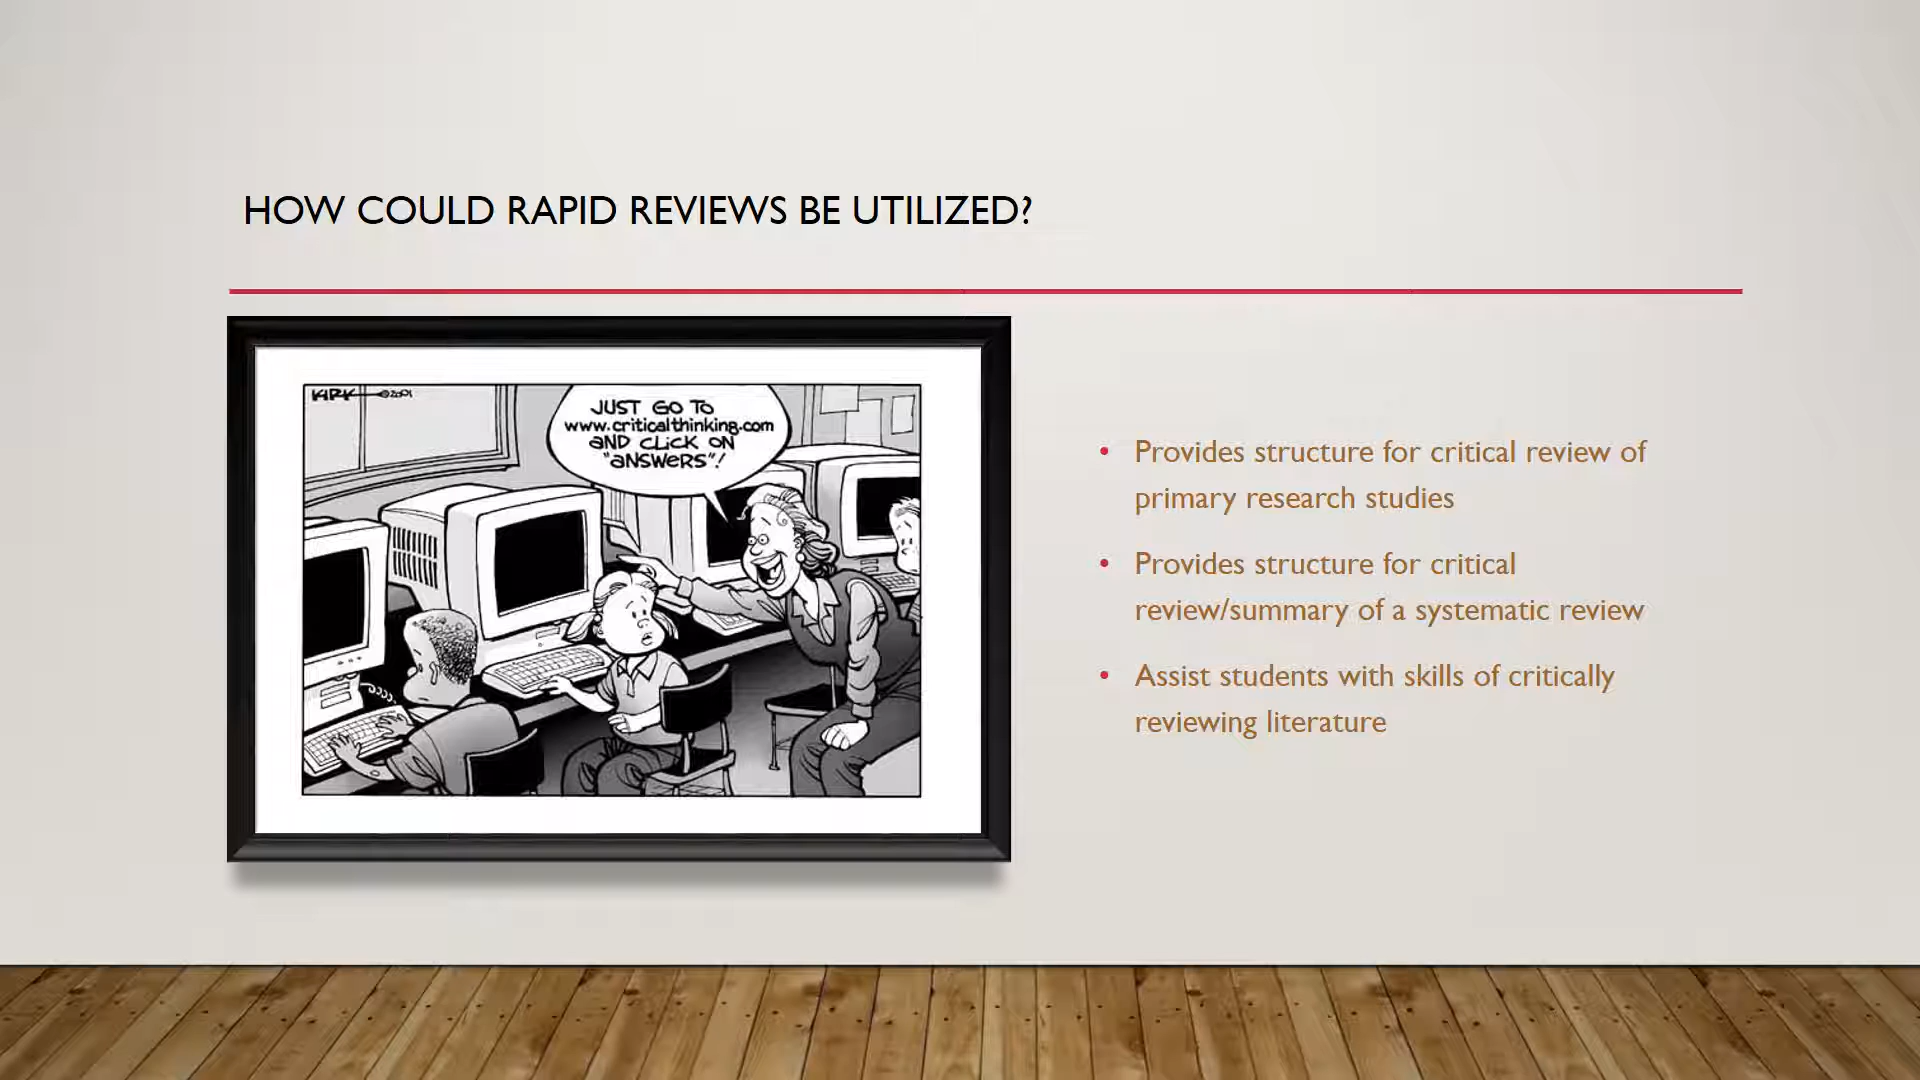 HOW COULD RAPID REVIEWS BE UTILIZED?
KIRK ©2001
JUST GO TO
www.criticalthinking.com
AND CLICK ON
"ANSWERS"!
• Provides structure for critical review of
primary research studies
• Provides structure for critical
review/summary of a systematic review
• Assist students with skills of critically
reviewing literature